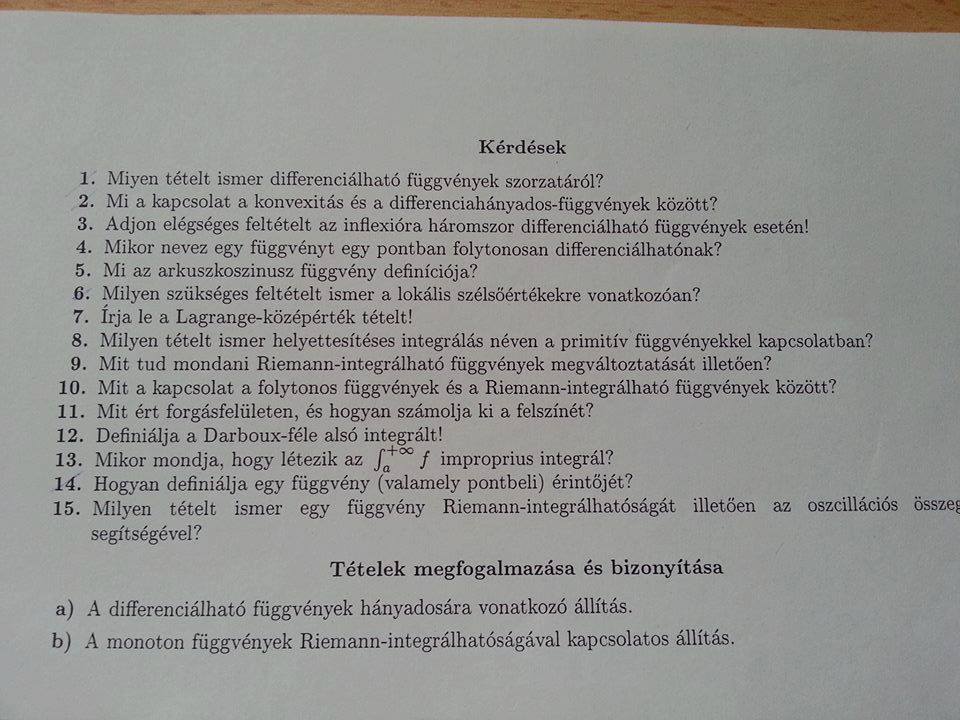 Kérdések
1. Miyen tételt ismer differenciálható függvények szorzatáról?
2. Mi a kapcsolat a konvexitás és a differenciahányados-függvények között?
3. Adjon elégséges feltételt az inflexióra háromszor differenciálható függvények esetén!
4. Mikor nevez egy függvényt egy pontban folytonosan differenciálhatónak?
5. Mi az arkuszkoszinusz függvény definíciója?
6. Milyen szükséges feltételt ismer a lokális szélsőértékekre vonatkozóan?
7. Írja le a Lagrange-középérték tételt!
8. Milyen tételt ismer helyettesítéses integrálás néven a primitív függvényekkel kapcsolatban?
9. Mit tud mondani Riemann-integrálható függvények megváltoztatását illetően?
10. Mit a kapcsolat a folytonos függvények és a Riemann-integrálható függvények között?
11. Mit ért forgásfelületen, és hogyan számolja ki a felszínét?
12. Definiálja a Darboux-féle alsó integrált!
13. Mikor mondja, hogy létezik az ∫_a^{+∞} f improprius integrál?
14. Hogyan definiálja egy függvény (valamely pontbeli) érintőjét?
15. Milyen tételt ismer egy függvény Riemann-integrálhatóságát illetően az oszcillációs összeg
segítségével?
Tételek megfogalmazása és bizonyítása
a) A differenciálható függvények hányadosára vonatkozó állítás.
b) A monoton függvények Riemann-integrálhatóságával kapcsolatos állítás.